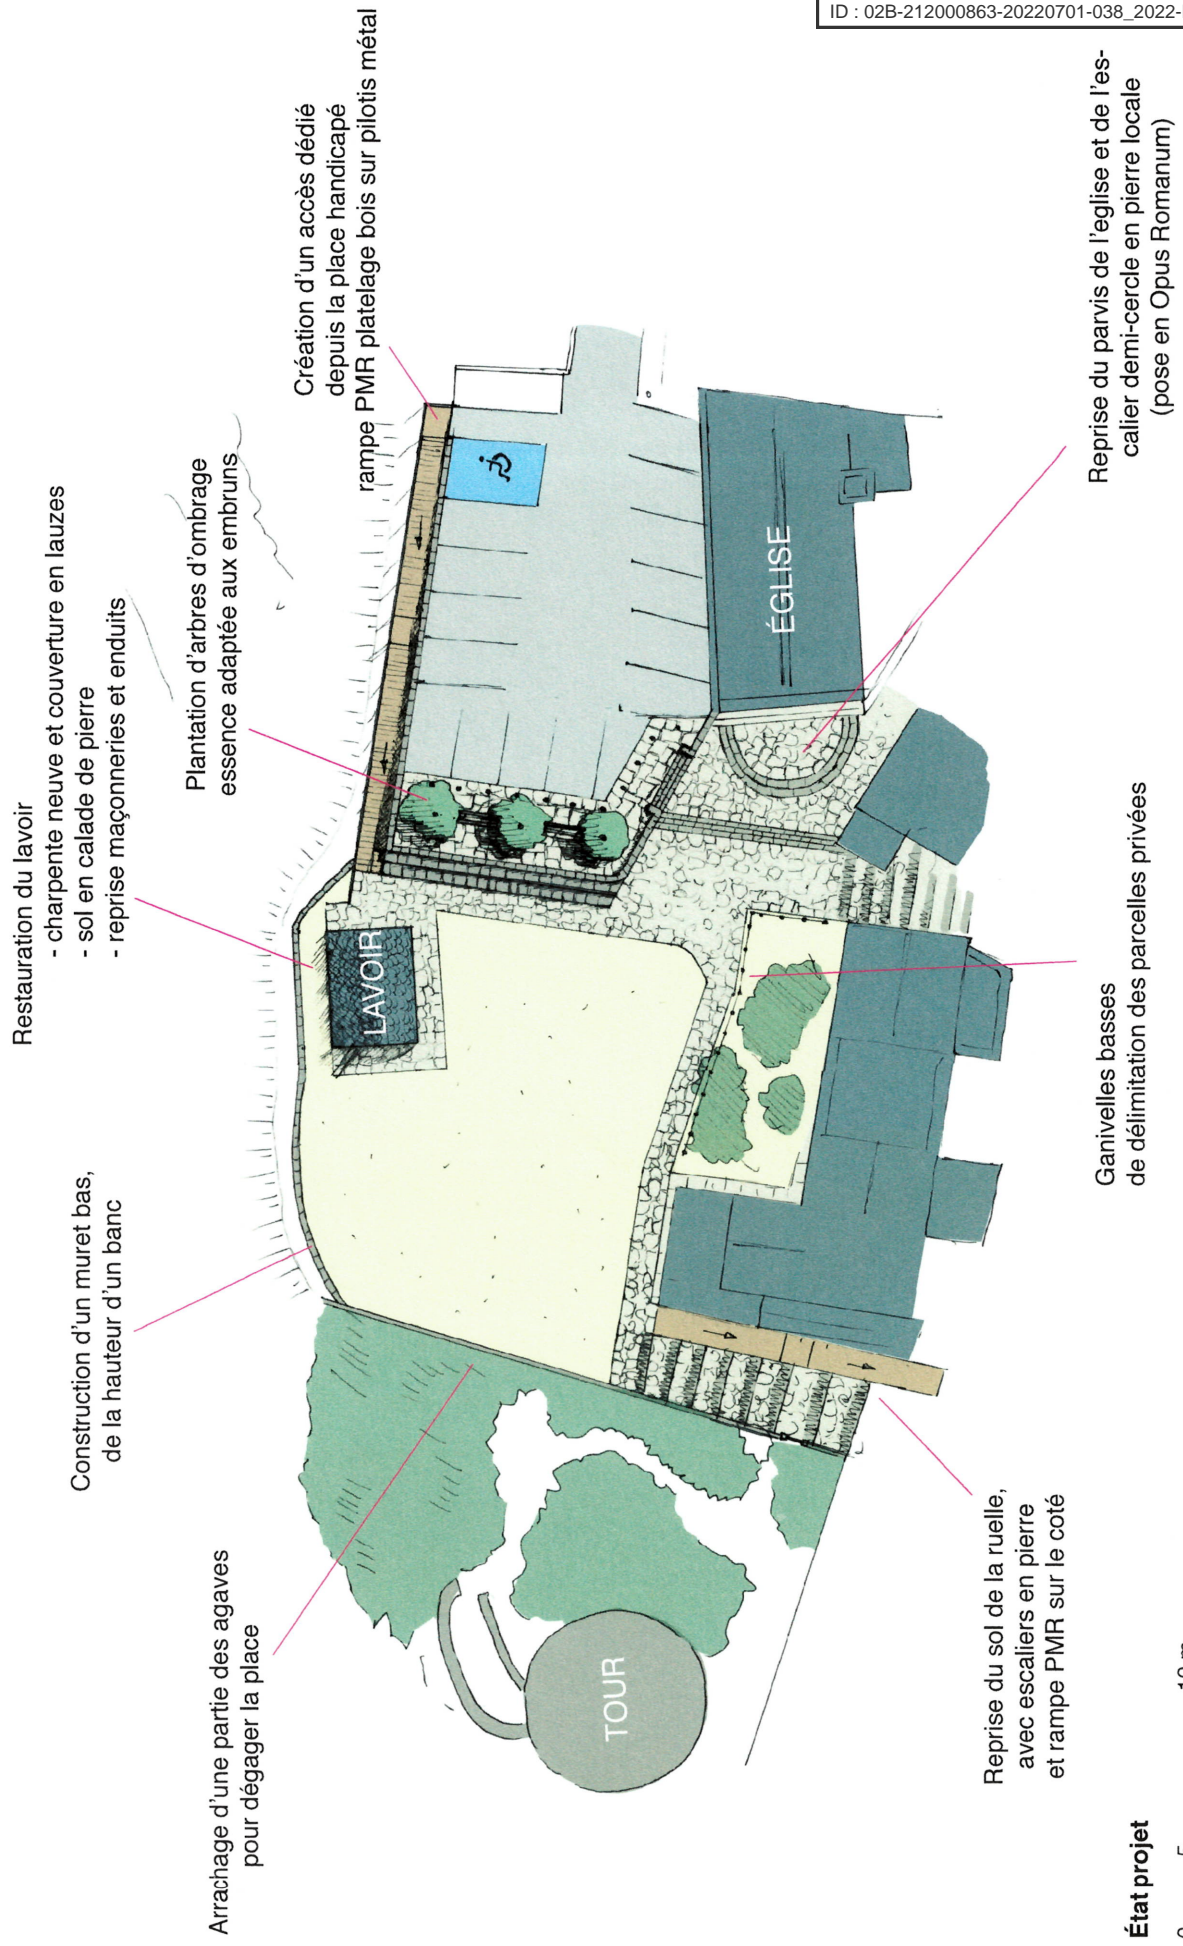 ID : 02B-212000863-20220701-038_2022-
Restauration du lavoir
- charpente neuve et couverture en lauzes
- sol en calade de pierre
- reprise maçonneries et enduits
Construction d'un muret bas,
de la hauteur d'un banc
Arrachage d'une partie des agaves
pour dégager la place
Plantation d'arbres d'ombrage
essence adaptée aux embruns
Création d'un accès dédié
depuis la place handicapé
rampe PMR platelage bois sur pilotis métal
LAVOIR
ÉGLISE
TOUR
Reprise du sol de la ruelle,
avec escaliers en pierre
et rampe PMR sur le coté
Ganivelles basses
de délimitation des parcelles privées
Reprise du parvis de l'eglise et de l'es-
calier demi-cercle en pierre locale
(pose en Opus Romanum)
État projet